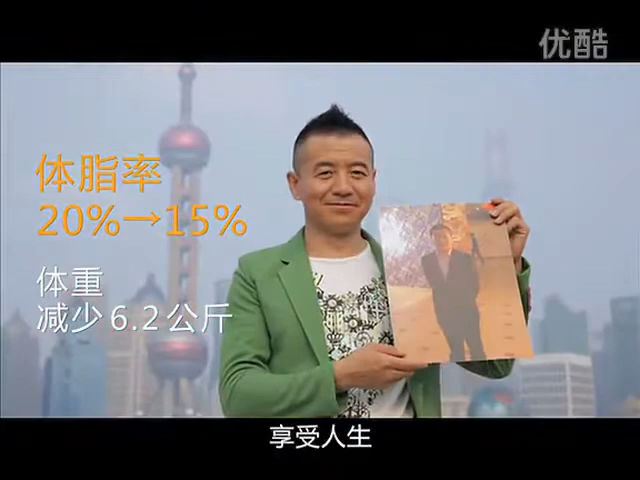 优酷
体脂率
20%→15%
体重
减少6.2公斤
享受人生